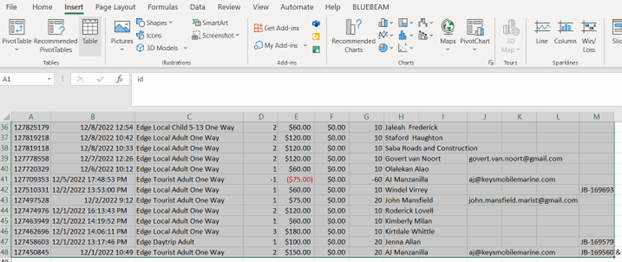 File Home Insert Page Layout Formulas Data Review View Automate Help BLUEBEAM
PivotTable Recommended PivotTables Table Pictures Shapes Icons 3D Models SmartArt Screenshot Get Add-ins My Add-ins Recommended Charts Maps PivotChart 3D Map Line Column Win/Loss Slic
Tables Illustrations Add-ins Charts Tours Sparklines
A1 fx id
A B C D E F G H I J K L M
36 127825179 12/8/2022 12:54 Edge Local Child 5-13 One Way 2 $60.00 $0.00 10 Jaleah Frederick
37 127819218 12/8/2022 10:42 Edge Local Adult One Way 2 $120.00 $0.00 10 Staford Haughton
38 127819118 12/8/2022 10:33 Edge Local Adult One Way 2 $120.00 $0.00 10 Saba Roads and Construction
39 127778558 12/7/2022 12:26 Edge Local Adult One Way 2 $120.00 $0.00 10 Govert van Noort govert.van.noort@gmail.com
40 127720329 12/6/2022 10:12 Edge Local Adult One Way 1 $60.00 $0.00 10 Olalekan Alao
41 127709353 12/5/2022 17:48:53 PM Edge Tourist Adult One Way -1 ($75.00) $0.00 -60 AJ Manzanilla aj@keysmobilemarine.com
42 127510331 12/2/2022 13:53:00 PM Edge Local Adult One Way 1 $60.00 $0.00 10 Windel Virrey JB-169693
43 127497528 12/2/2022 9:12 Edge Tourist Adult One Way 1 $75.00 $0.00 20 John Mansfield john.mansfield.marist@gmail.com
44 127474976 12/1/2022 16:13:43 PM Edge Local Adult One Way 2 $120.00 $0.00 10 Roderick Lovell
45 127463949 12/1/2022 14:19:52 PM Edge Local Adult One Way 1 $60.00 $0.00 10 Kimberly Milan
46 127462696 12/1/2022 14:06:11 PM Edge Local Adult One Way 3 $180.00 $0.00 10 Kirtdale Whittle
47 127458603 12/1/2022 13:17:46 PM Edge Daytrip Adult 1 $100.00 $0.00 20 Jenna Allan JB-169579
48 127450845 12/1/2022 10:49 Edge Tourist Adult One Way 2 $150.00 $0.00 20 AJ Manzanilla aj@keysmobilemarine.com JB-169560 &